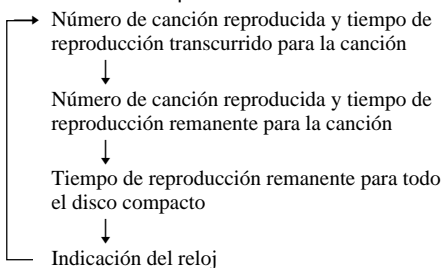 Número de canción reproducida y tiempo de
reproducción transcurrido para la canción
Número de canción reproducida y tiempo de
reproducción remanente para la canción
Tiempo de reproducción remanente para todo
el disco compacto
Indicación del reloj